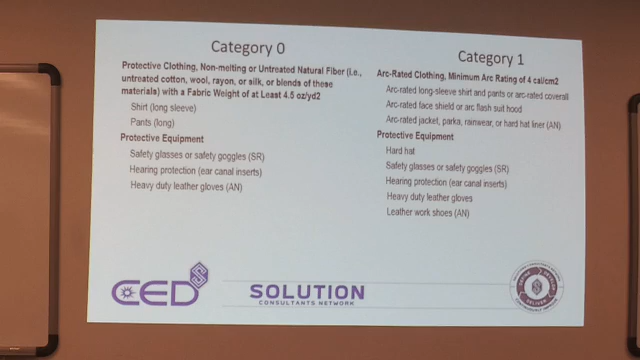 Category 0
Protective Clothing, Non-melting or Untreated Natural Fiber (i.e.,
untreated cotton, wool, rayon, or silk, or blends of these
materials) with a Fabric Weight of at Least 4.5 oz/yd2
Shirt (long sleeve)
Pants (long)
Protective Equipment
Safety glasses or safety goggles (SR)
Hearing protection (ear canal inserts)
Heavy duty leather gloves (AN)
Category 1
Arc-Rated Clothing, Minimum Arc Rating of 4 cal/cm2
Arc-rated long-sleeve shirt and pants or arc-rated coverall
Arc-rated face shield or arc flash suit hood
Arc-rated jacket, parka, rainwear, or hard hat liner (AN)
Protective Equipment
Hard hat
Safety glasses or safety goggles (SR)
Hearing protection (ear canal inserts)
Heavy duty leather gloves
Leather work shoes (AN)
CED
SOLUTION
CONSULTANTS NETWORK